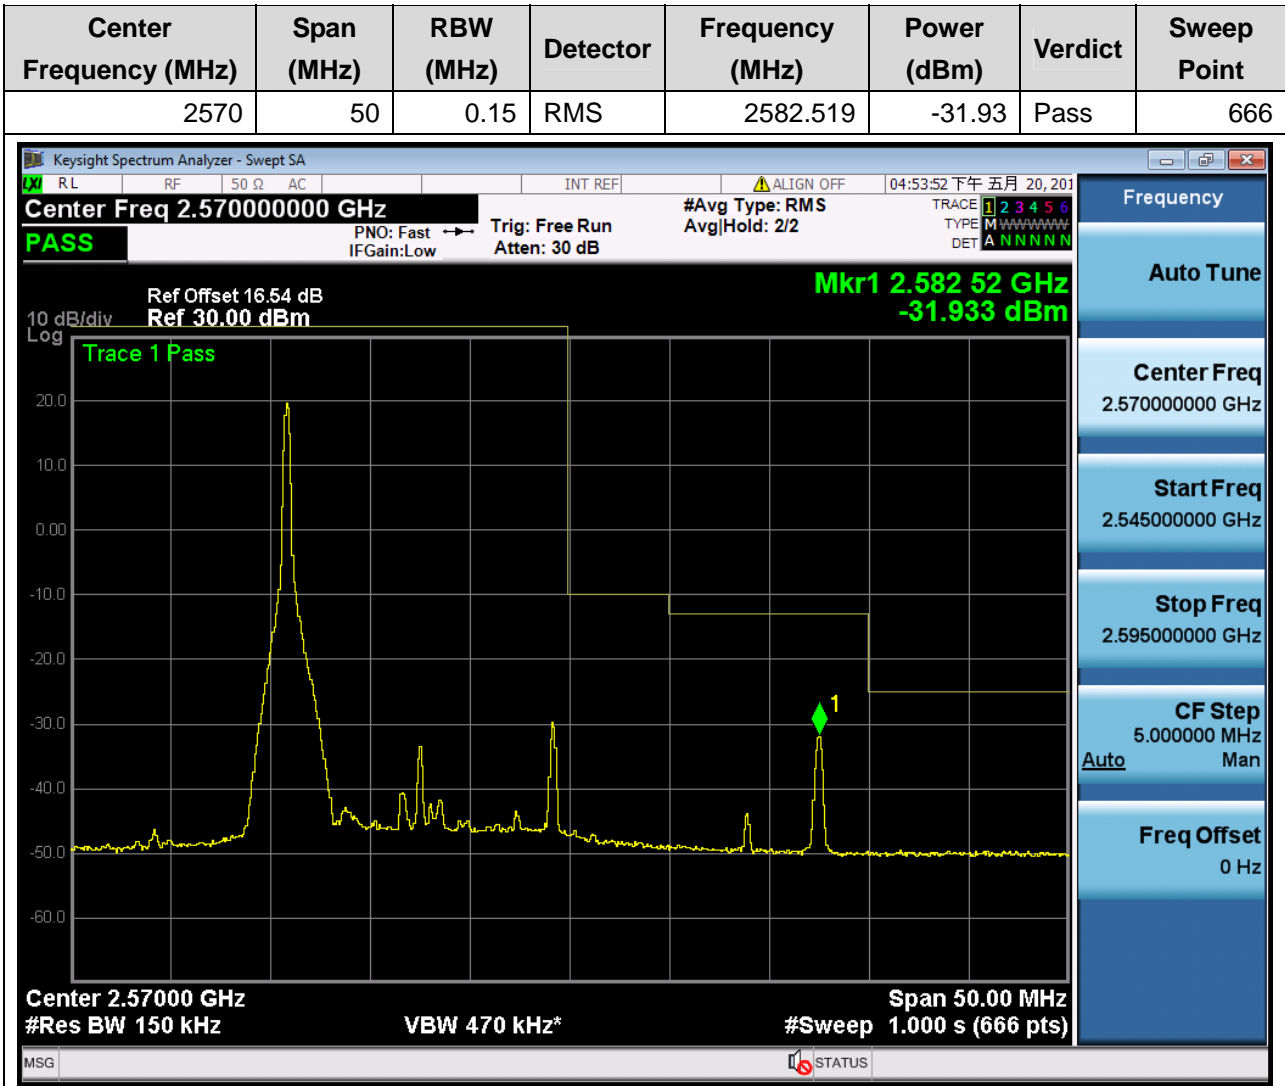 Center Frequency (MHz) Span (MHz) RBW (MHz) Detector Frequency (MHz) Power (dBm) Verdict Sweep Point
2570 50 0.15 RMS 2582.519 -31.93 Pass 666
Keysight Spectrum Analyzer - Swept SA
LXI RL RF 50 Ω AC INT REF ALIGN OFF 04:53:52 下午 五月 20, 201
Center Freq 2.570000000 GHz
PASS
PNO: Fast
IFGain:Low
Trig: Free Run
Atten: 30 dB
#Avg Type: RMS
Avg|Hold: 2/2
TRACE 1 2 3 4 5 6
TYPE M WWWWW
DET A N N N N N
Mkr1 2.582 52 GHz
-31.933 dBm
Ref Offset 16.54 dB
10 dB/div Ref 30.00 dBm
Log
Trace 1 Pass
20.0
10.0
0.00
-10.0
-20.0
-30.0
1
-40.0
-50.0
-60.0
Center 2.57000 GHz Span 50.00 MHz
#Res BW 150 kHz VBW 470 kHz* #Sweep 1.000 s (666 pts)
MSG STATUS
Frequency
Auto Tune
Center Freq
2.570000000 GHz
Start Freq
2.545000000 GHz
Stop Freq
2.595000000 GHz
CF Step
5.000000 MHz
Auto Man
Freq Offset
0 Hz